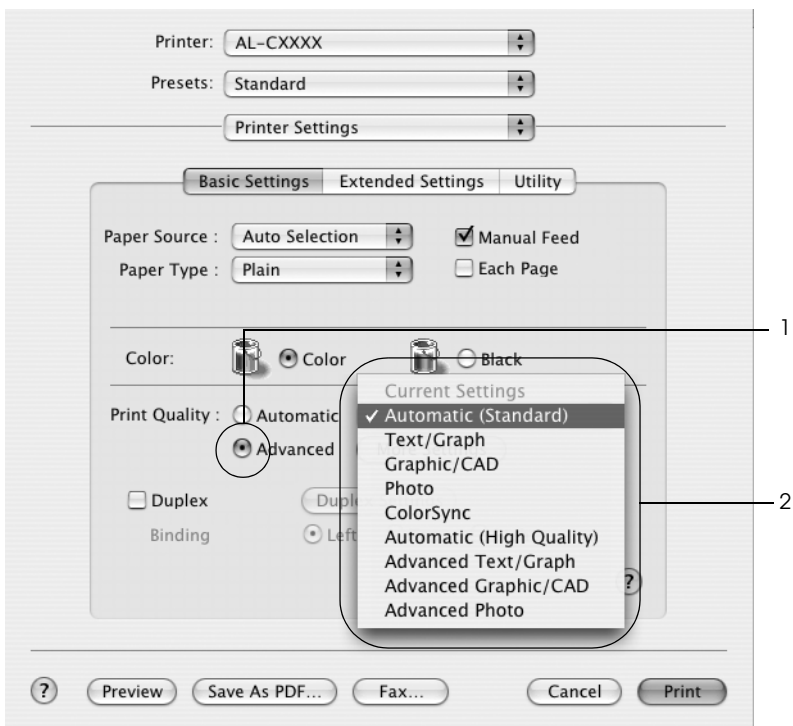 Printer: AL-CXXXX
Presets: Standard
Printer Settings
Basic Settings Extended Settings Utility
Paper Source : Auto Selection Manual Feed
Paper Type : Plain Each Page
1
Color: Color Black
Current Settings
Print Quality : Automatic ✓ Automatic (Standard)
Text/Graph
Advanced
Graphic/CAD
Photo
2
Duplex
ColorSync
Binding Left
Automatic (High Quality)
Advanced Text/Graph
?
Advanced Graphic/CAD
Advanced Photo
? Preview Save As PDF... Fax... Cancel Print